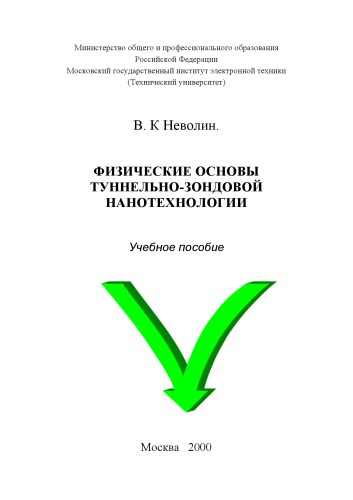 Министерство общего и профессионального образования
Российской Федерации
Московский государственный институт электронной техники
(Технический университет)
В. К Неволин.
ФИЗИЧЕСКИЕ ОСНОВЫ
ТУННЕЛЬНО-ЗОНДОВОЙ
НАНОТЕХНОЛОГИИ
Учебное пособие
Москва 2000